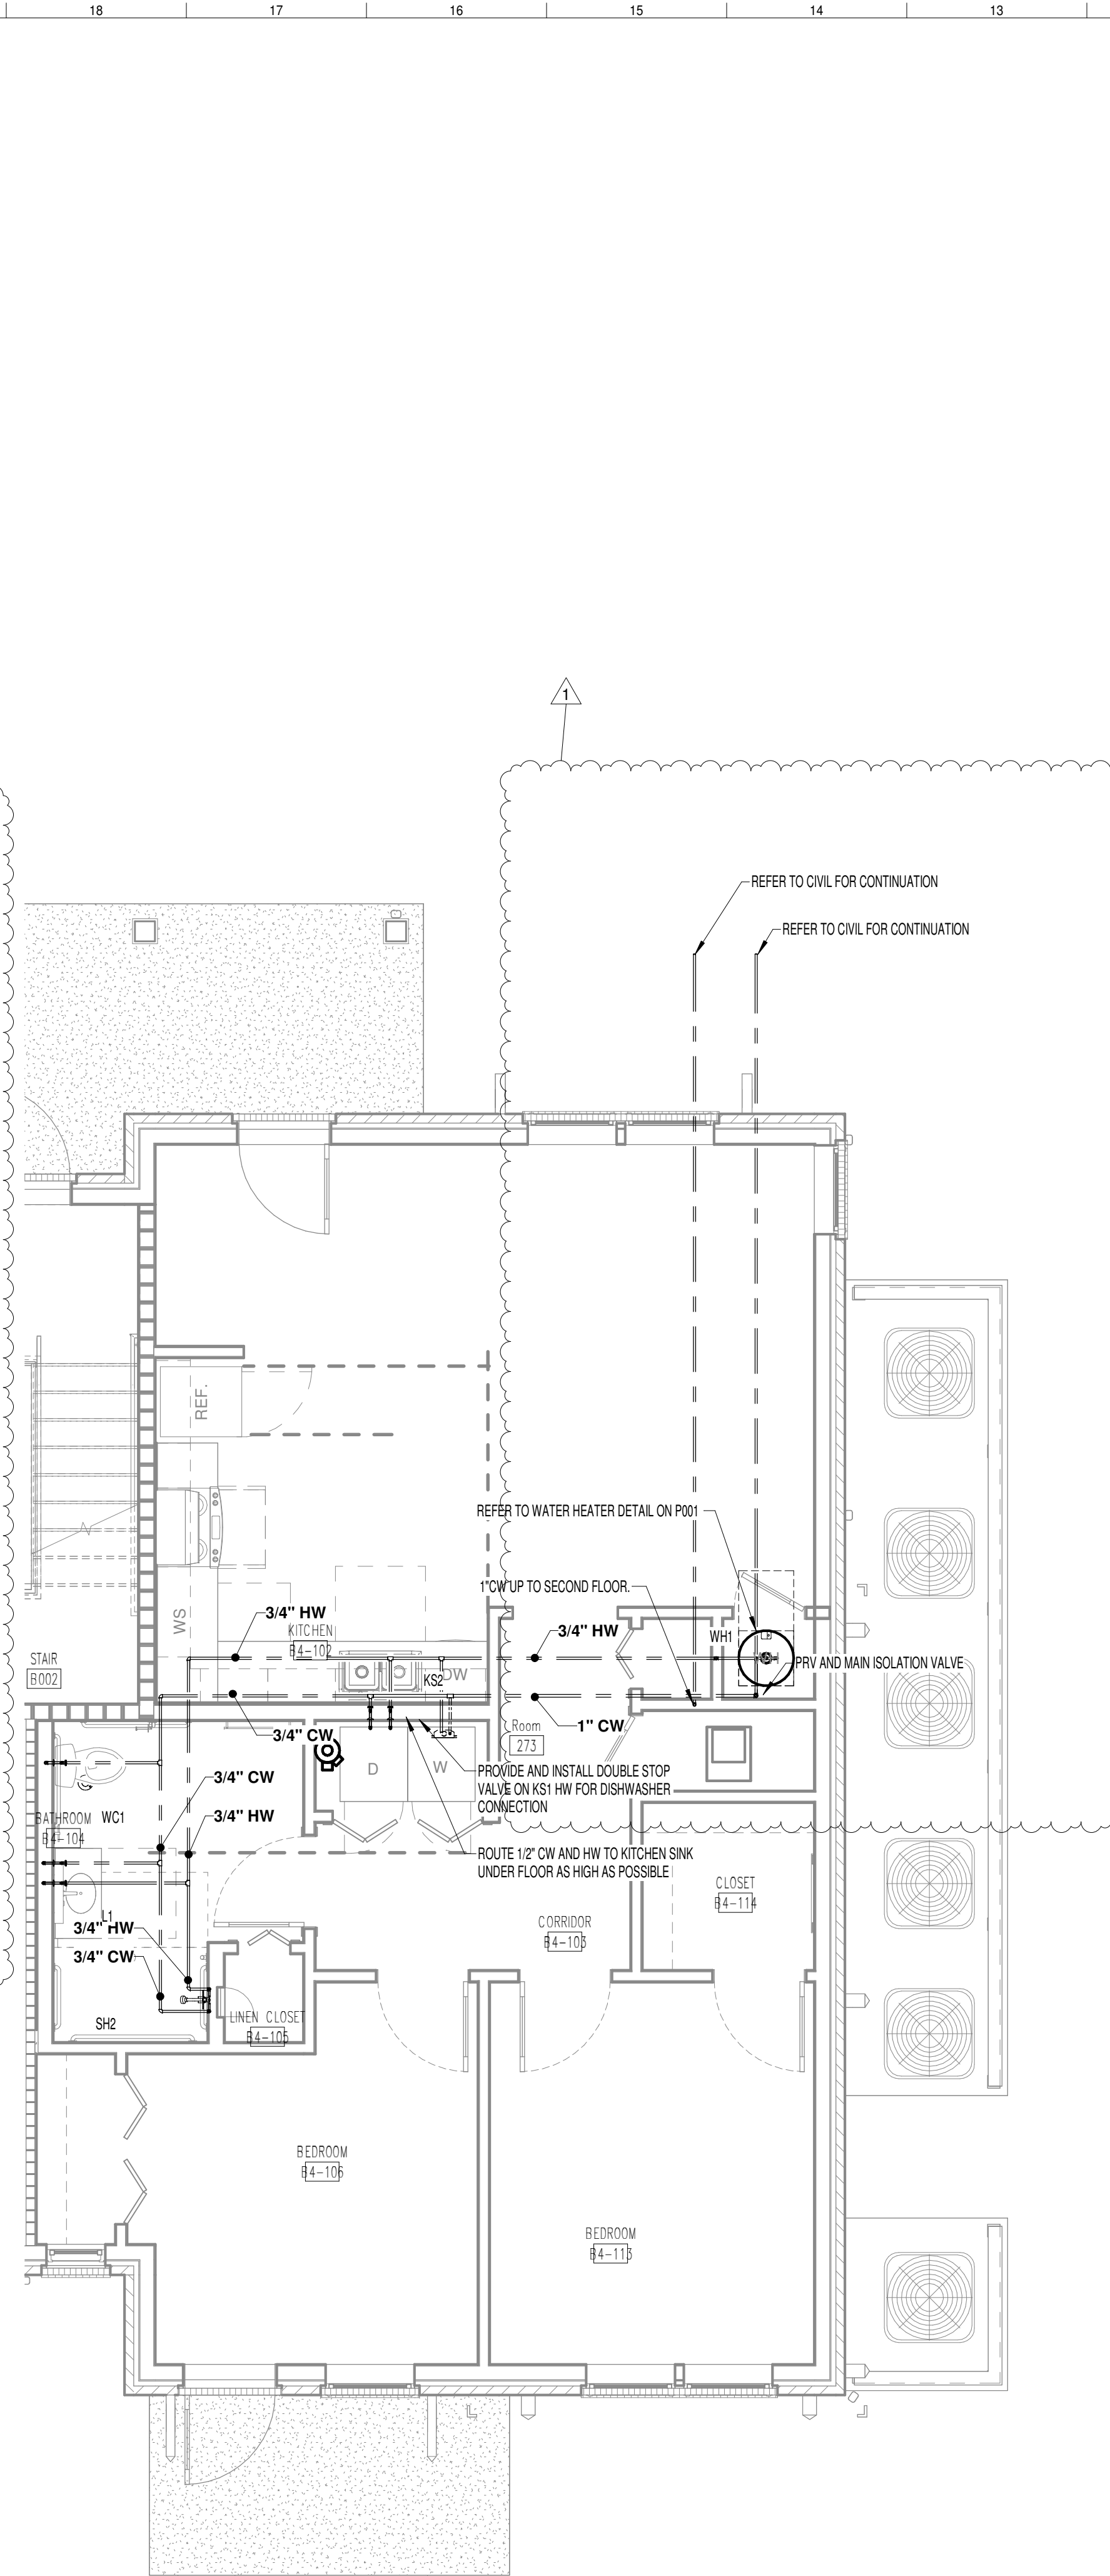 18 17 16 15 14 13
1
REFER TO CIVIL FOR CONTINUATION
REFER TO CIVIL FOR CONTINUATION
REF.
REFER TO WATER HEATER DETAIL ON P001
1"CW UP TO SECOND FLOOR.
WS
3/4" HW
KITCHEN
B4-102
3/4" HW
WH1
STAIR
B002
PRV AND MAIN ISOLATION VALVE
KS2
DW
3/4" CW
1" CW
Room
273
D
W
PROVIDE AND INSTALL DOUBLE STOP
VALVE ON KS1 HW FOR DISHWASHER
CONNECTION
3/4" CW
BATHROOM
B4-104
WC1
3/4" HW
ROUTE 1/2" CW AND HW TO KITCHEN SINK
UNDER FLOOR AS HIGH AS POSSIBLE
CLOSET
B4-114
L1
3/4" HW
CORRIDOR
B4-103
3/4" CW
SH2
LINEN CLOSET
B4-105
BEDROOM
B4-106
BEDROOM
B4-113